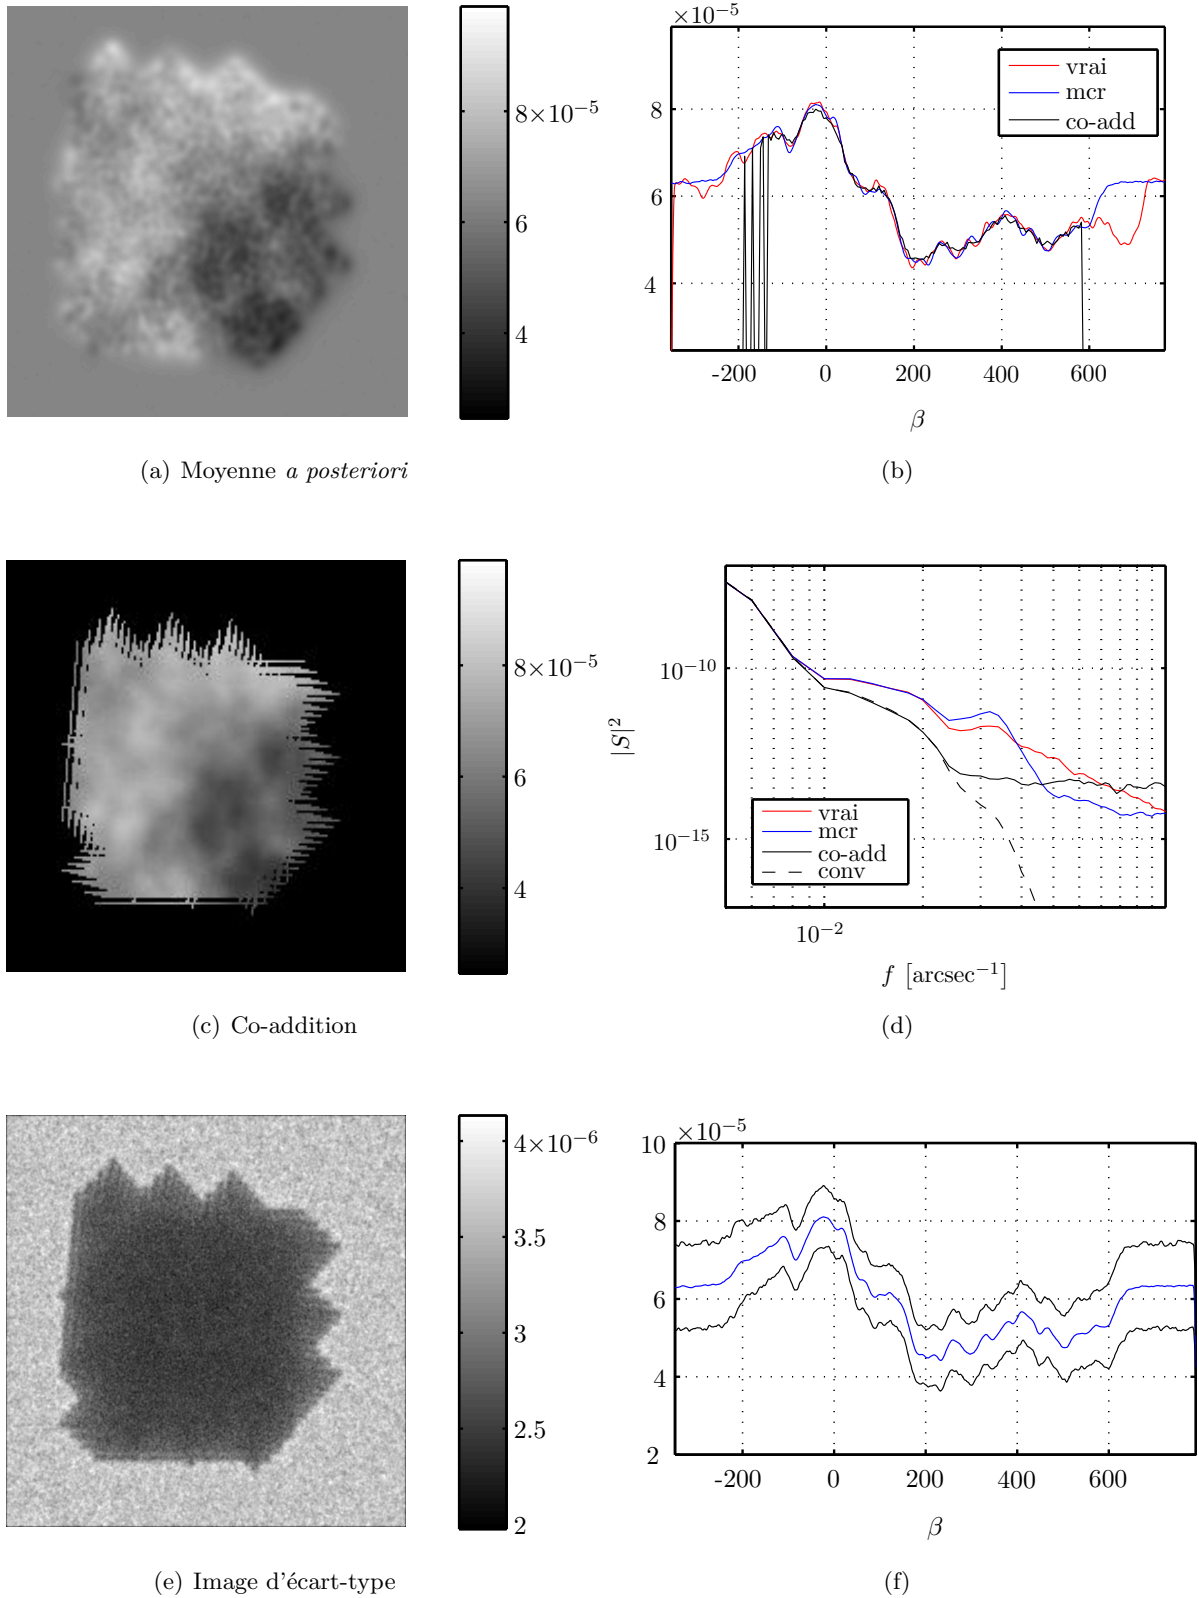 8×10⁻⁵
6
4
(a) Moyenne a posteriori
×10⁻⁵
8
6
4
-200 0 200 400 600
β
vrai
mcr
co-add
(b)
8×10⁻⁵
6
4
(c) Co-addition
|S|²
10⁻¹⁰
10⁻¹⁵
10⁻²
f [arcsec⁻¹]
vrai
mcr
co-add
conv
(d)
4×10⁻⁶
3.5
3
2.5
2
(e) Image d'écart-type
×10⁻⁵
10
8
6
4
2
-200 0 200 400 600
β
(f)